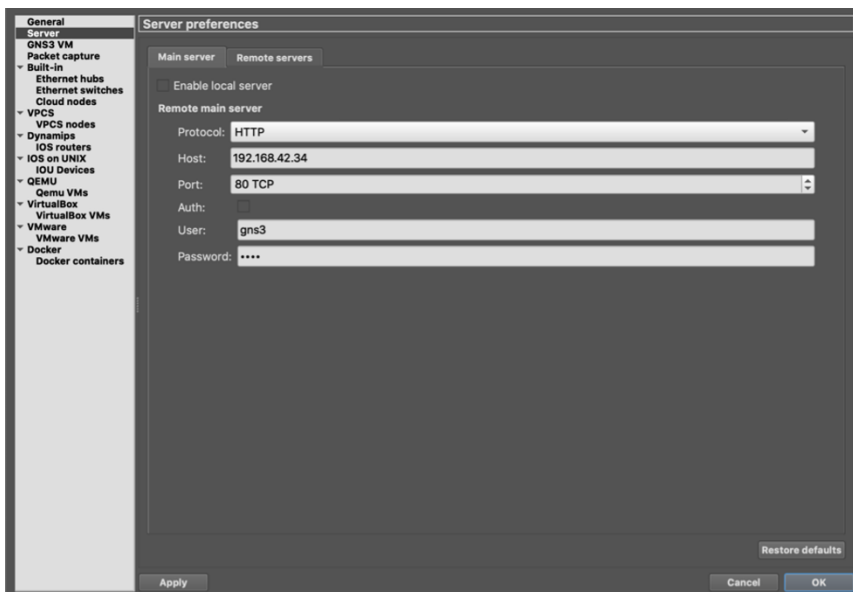 General
Server
GNS3 VM
Packet capture
Built-in
Ethernet hubs
Ethernet switches
Cloud nodes
VPCS
VPCS nodes
Dynamips
IOS routers
IOS on UNIX
IOU Devices
QEMU
Qemu VMs
VirtualBox
VirtualBox VMs
VMware
VMware VMs
Docker
Docker containers
Server preferences
Main server Remote servers
Enable local server
Remote main server
Protocol: HTTP
Host: 192.168.42.34
Port: 80 TCP
Auth:
User: gns3
Password: ••••
Restore defaults
Apply Cancel OK